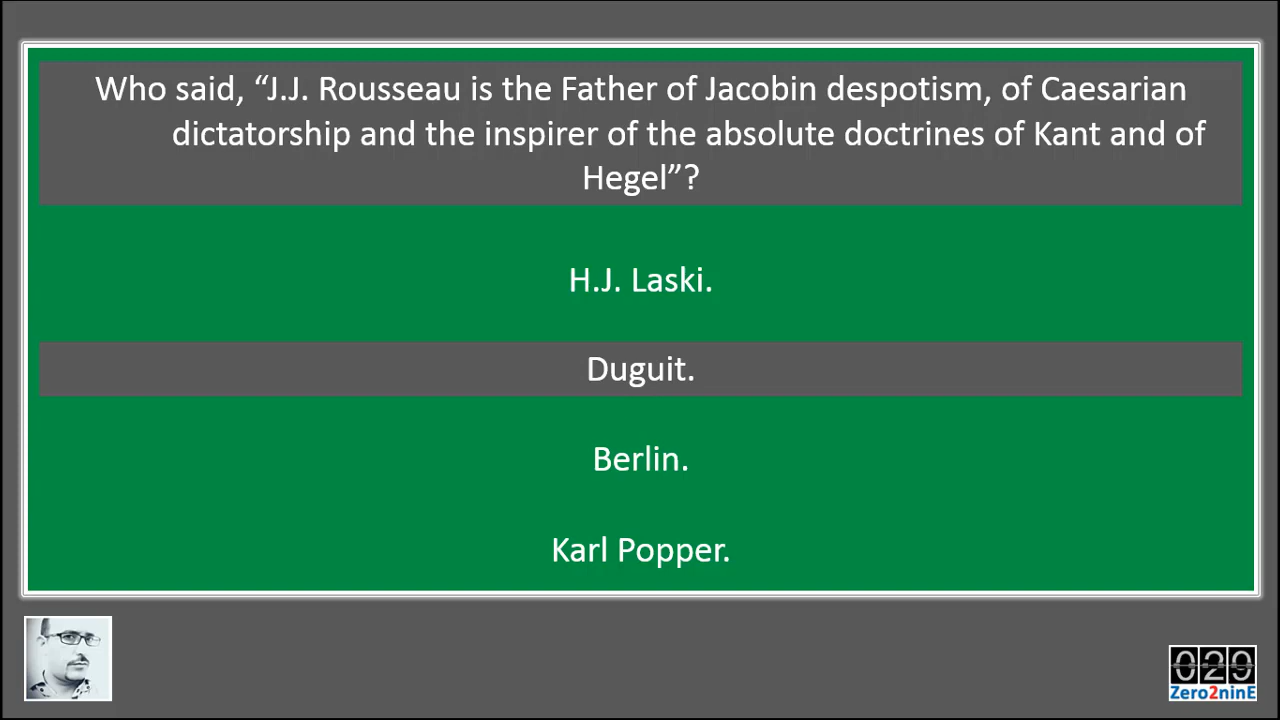 Who said, “J.J. Rousseau is the Father of Jacobin despotism, of Caesarian
dictatorship and the inspirer of the absolute doctrines of Kant and of
Hegel”?
H.J. Laski.
Duguit.
Berlin.
Karl Popper.
029
Zero2ninE